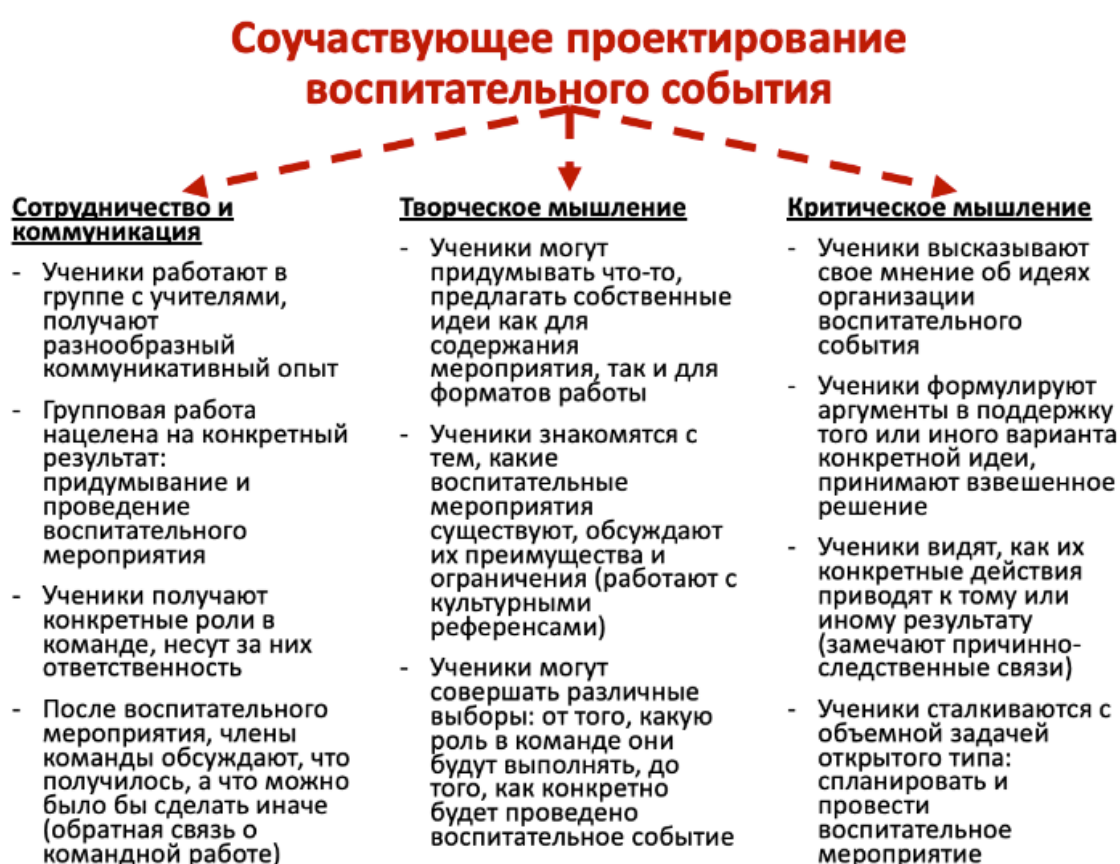 Соучаствующее проектирование
воспитательного события
Сотрудничество и
коммуникация
- Ученики работают в
группе с учителями,
получают
разнообразный
коммуникативный опыт
- Групповая работа
нацелена на конкретный
результат:
придумывание и
проведение
воспитательного
мероприятия
- Ученики получают
конкретные роли в
команде, несут за них
ответственность
- После воспитательного
мероприятия, члены
команды обсуждают, что
получилось, а что можно
было бы сделать иначе
(обратная связь о
командной работе)
Творческое мышление
- Ученики могут
придумывать что-то,
предлагать собственные
идеи как для
содержания
мероприятия, так и для
форматов работы
- Ученики знакомятся с
тем, какие
воспитательные
мероприятия
существуют, обсуждают
их преимущества и
ограничения (работают с
культурными
референсами)
- Ученики могут
совершать различные
выборы: от того, какую
роль в команде они
будут выполнять, до
того, как конкретно
будет проведено
воспитательное событие
Критическое мышление
- Ученики высказывают
свое мнение об идеях
организации
воспитательного
события
- Ученики формулируют
аргументы в поддержку
того или иного варианта
конкретной идеи,
принимают взвешенное
решение
- Ученики видят, как их
конкретные действия
приводят к тому или
иному результату
(замечают причинно-
следственные связи)
- Ученики сталкиваются с
объемной задачей
открытого типа:
спланировать и
провести
воспитательное
мероприятие